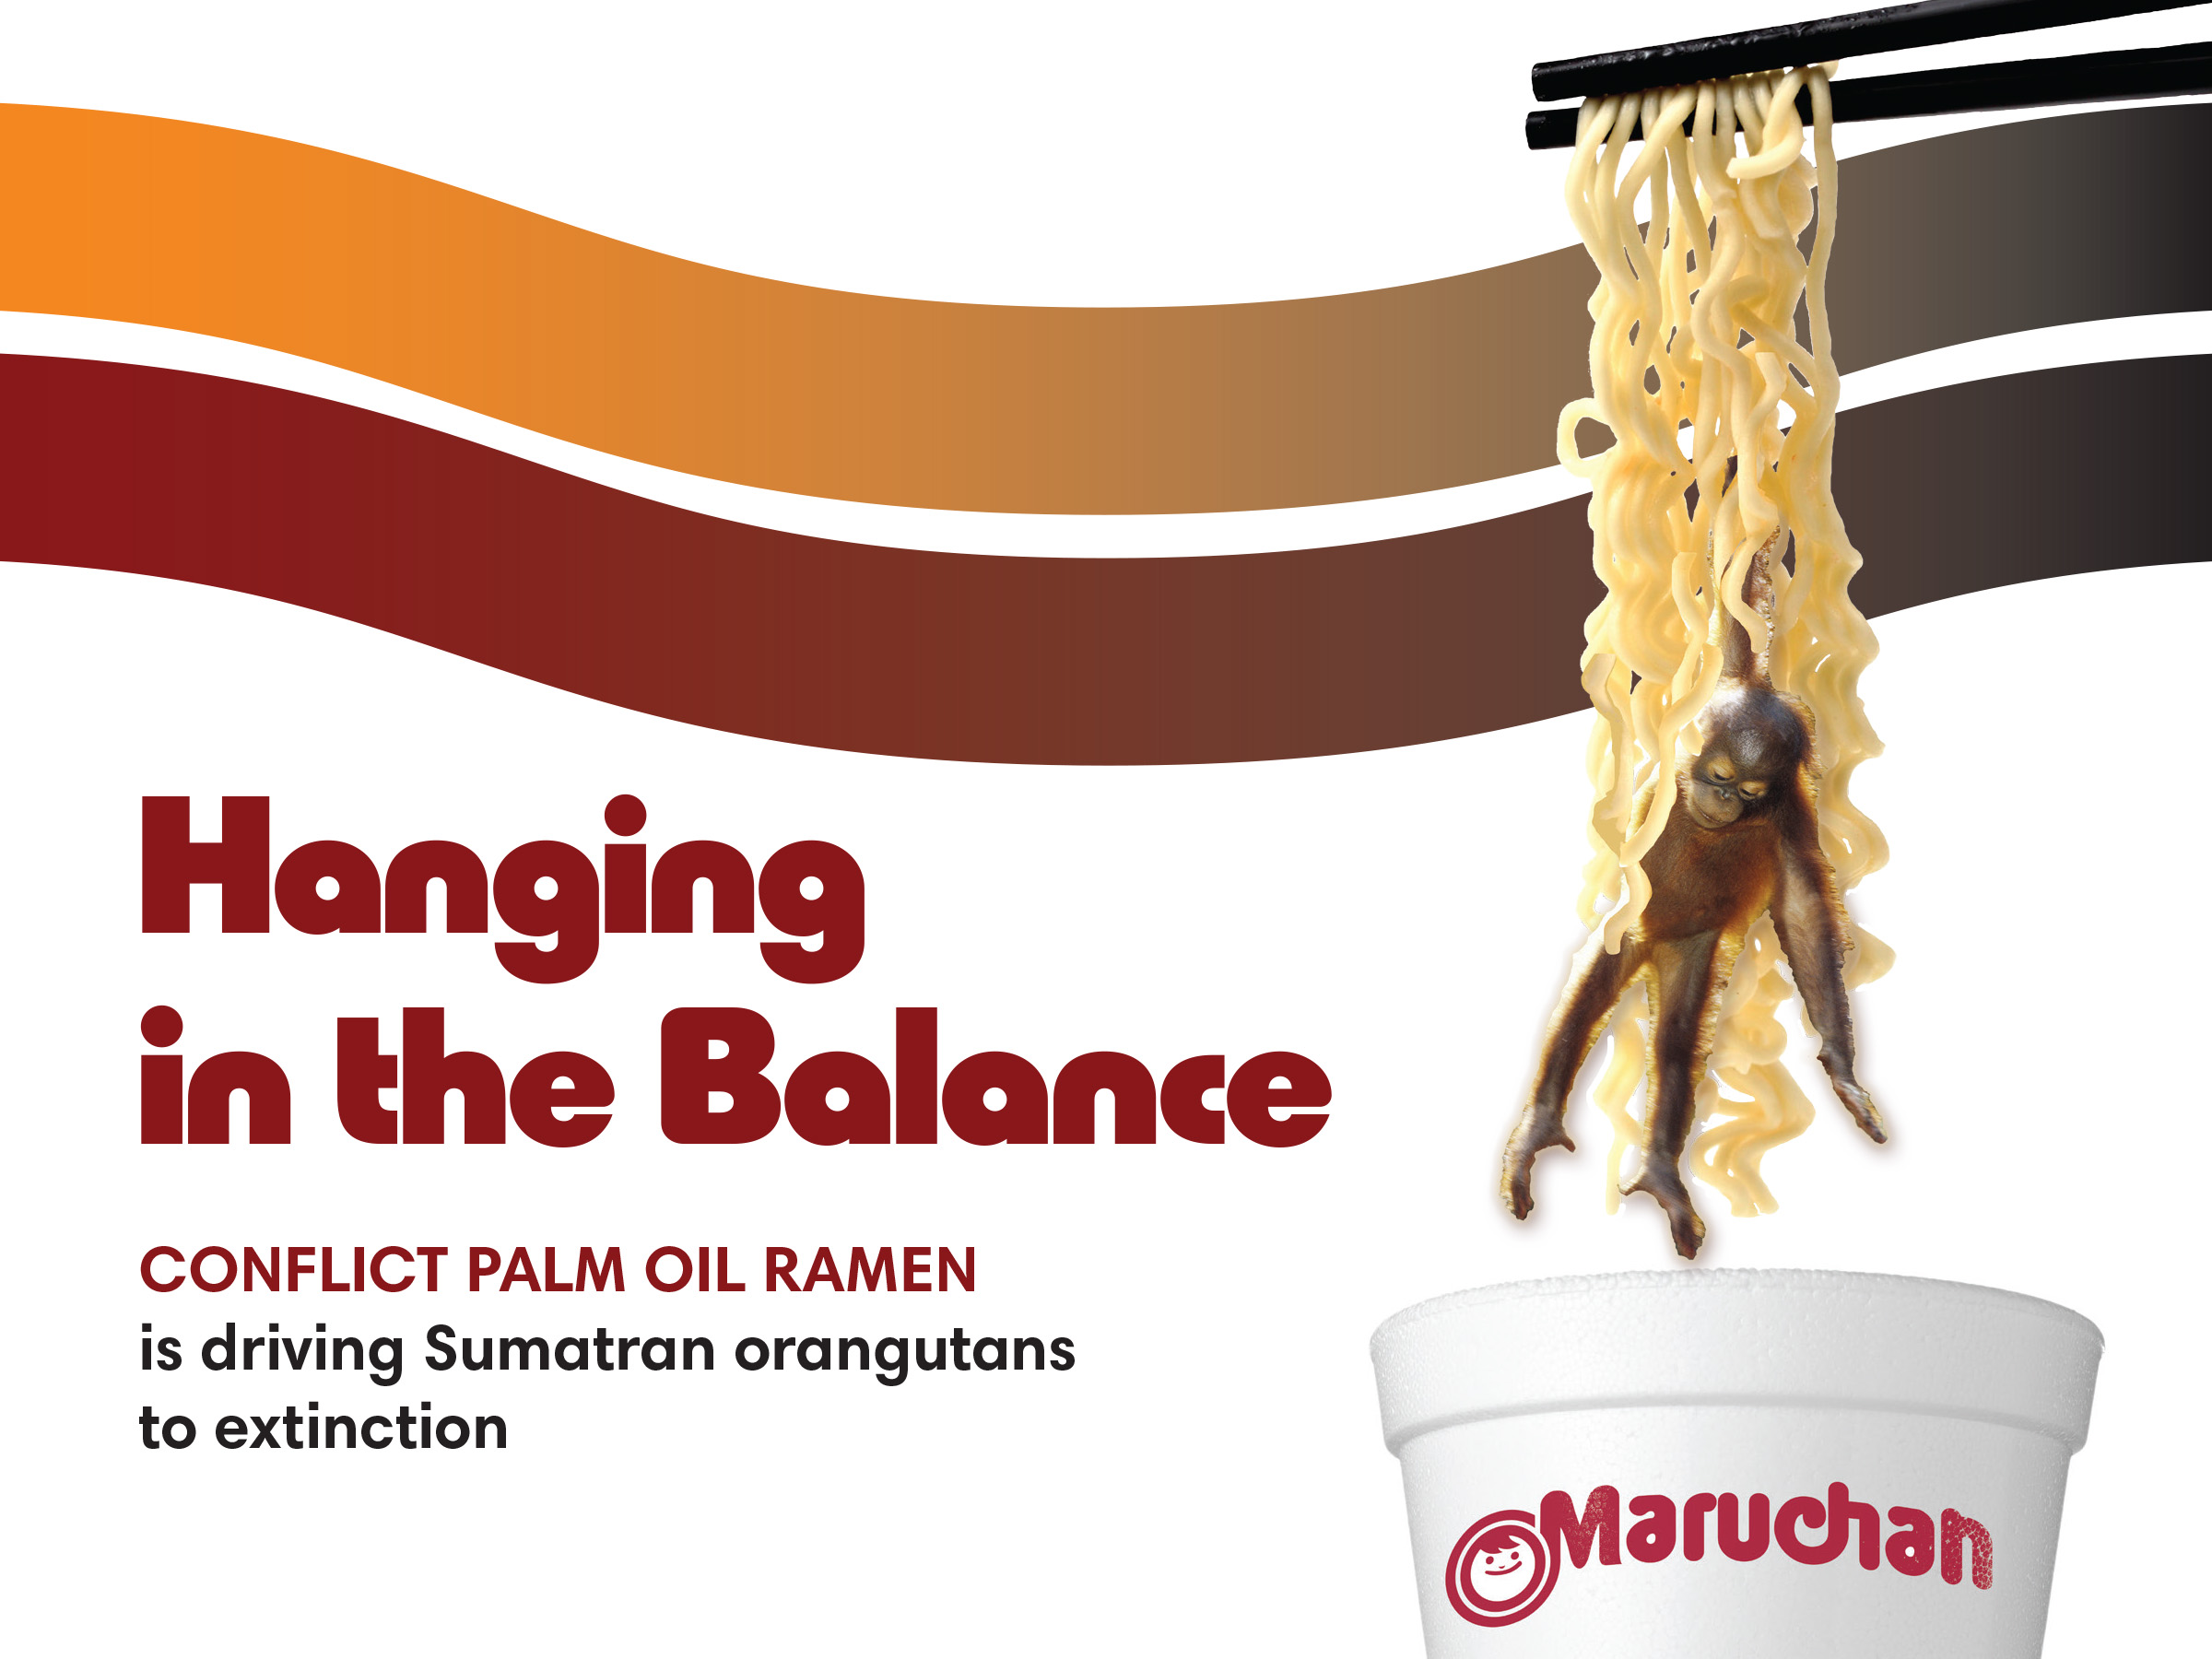 Hanging
in the Balance
CONFLICT PALM OIL RAMEN
is driving Sumatran orangutans
to extinction
Maruchan